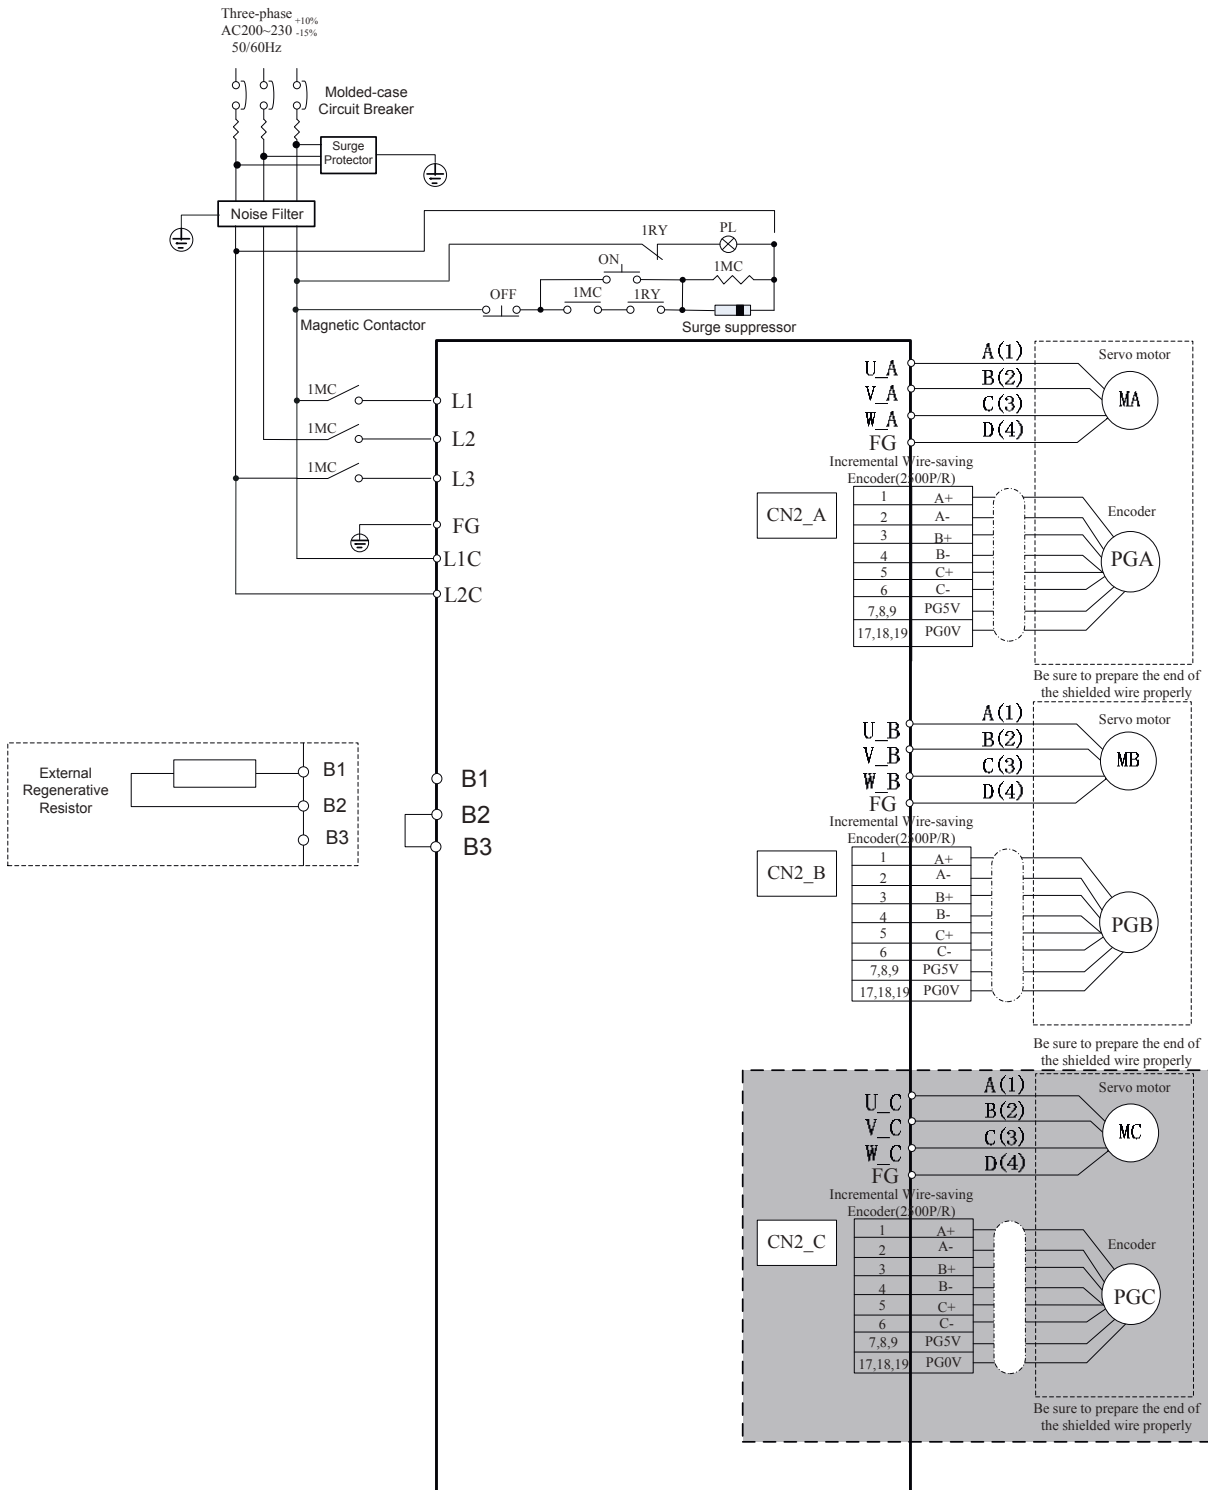 Three-phase
AC200~230 +10% -15%
50/60Hz
Molded-case
Circuit Breaker
Surge
Protector
Noise Filter
1RY
PL
ON
1MC
OFF
1MC
1RY
Magnetic Contactor
Surge suppressor
1MC
L1
1MC
L2
1MC
L3
FG
L1C
L2C
External
Regenerative
Resistor
B1
B2
B3
B1
B2
B3
U_A
A(1)
Servo motor
V_A
B(2)
MA
W_A
C(3)
FG
D(4)
Incremental Wire-saving
Encoder(2500P/R)
CN2_A
1 A+
2 A-
3 B+
4 B-
5 C+
6 C-
7,8,9 PG5V
17,18,19 PG0V
Encoder
PGA
Be sure to prepare the end of
the shielded wire properly
U_B
A(1)
Servo motor
V_B
B(2)
MB
W_B
C(3)
FG
D(4)
Incremental Wire-saving
Encoder(2500P/R)
CN2_B
1 A+
2 A-
3 B+
4 B-
5 C+
6 C-
7,8,9 PG5V
17,18,19 PG0V
PGB
Be sure to prepare the end of
the shielded wire properly
U_C
A(1)
Servo motor
V_C
B(2)
MC
W_C
C(3)
FG
D(4)
Incremental Wire-saving
Encoder(2500P/R)
CN2_C
1 A+
2 A-
3 B+
4 B-
5 C+
6 C-
7,8,9 PG5V
17,18,19 PG0V
Encoder
PGC
Be sure to prepare the end of
the shielded wire properly